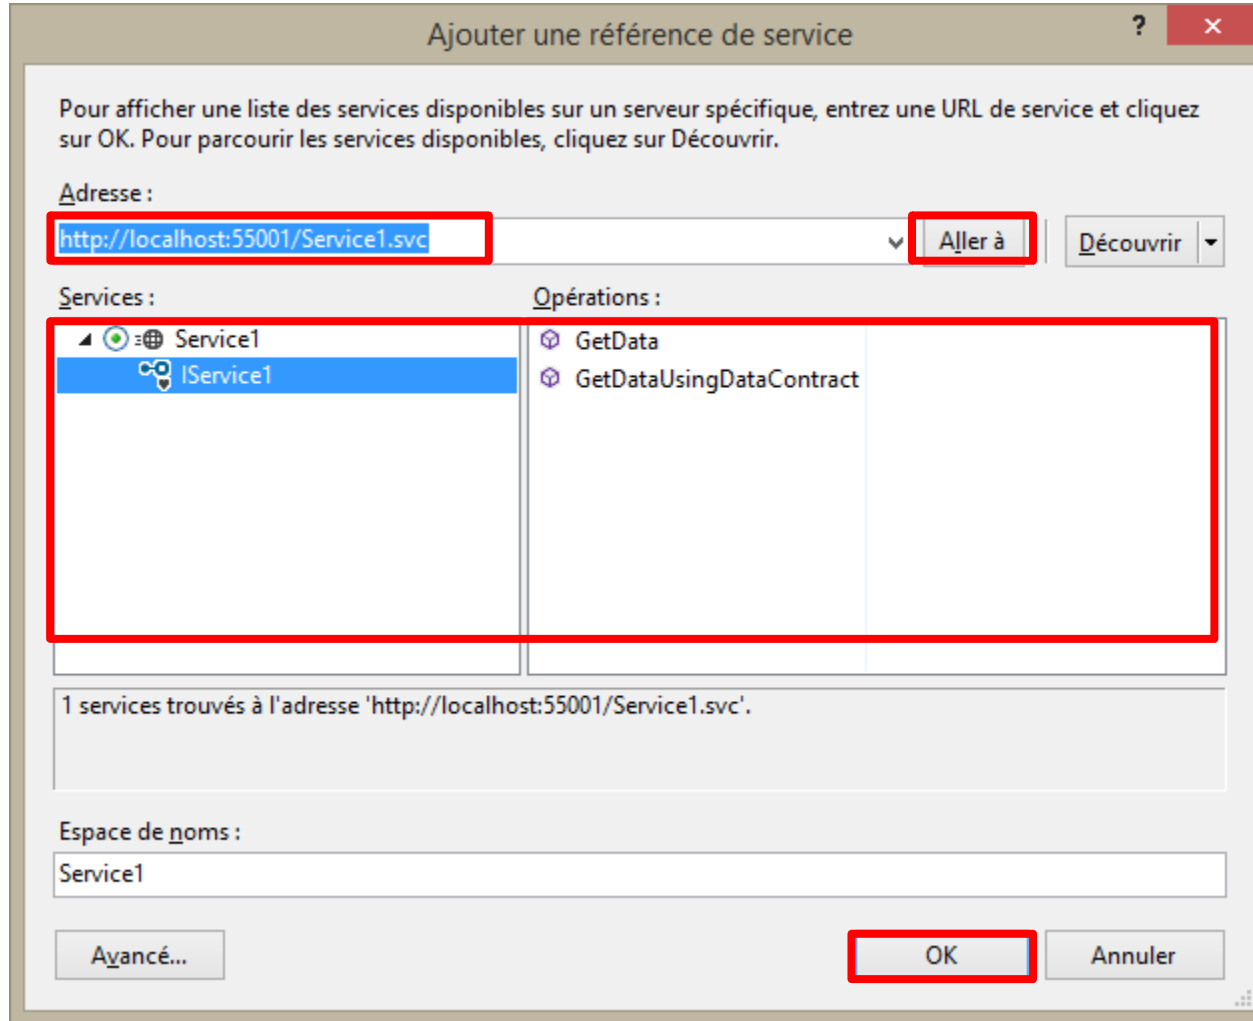 Ajouter une référence de service
?
Pour afficher une liste des services disponibles sur un serveur spécifique, entrez une URL de service et cliquez
sur OK. Pour parcourir les services disponibles, cliquez sur Découvrir.
Adresse :
http://localhost:55001/Service1.svc
Aller à
Découvrir
Services :
Opérations :
Service1
GetData
IService1
GetDataUsingDataContract
1 services trouvés à l'adresse 'http://localhost:55001/Service1.svc'.
Espace de noms :
Service1
Avancé...
OK
Annuler